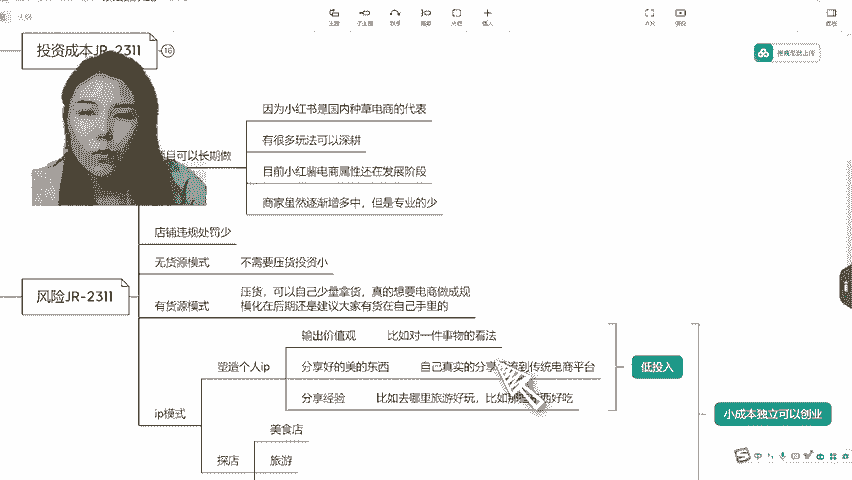 投资成本JR-2311
16
项目可以长期做
因为小红书是国内种草电商的代表
有很多玩法可以深耕
目前小红薯电商属性还在发展阶段
商家虽然逐渐增多中，但是专业的少
店铺违规处罚少
无货源模式
不需要压货投资小
风险JR-2311
有货源模式
压货，可以自己少量拿货，真的想要电商做成规
模化在后期还是建议大家有货在自己手里的
ip模式
塑造个人ip
输出价值观
比如对一件事物的看法
分享好的美的东西
自己真实的分享
到传统电商平台
分享经验
比如去哪里旅游好玩，比如那
好吃
低投入
小成本独立可以创业
探店
美食店
旅游